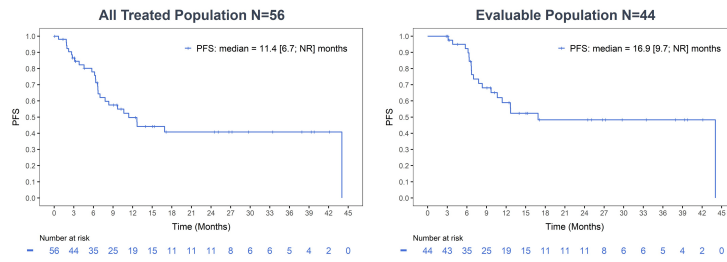 All Treated Population N=56
PFS: median = 11.4 [6.7; NR] months
PFS
1.0
0.9
0.8
0.7
0.6
0.5
0.4
0.3
0.2
0.1
0.0
0 3 6 9 12 15 18 21 24 27 30 33 36 39 42 45
Time (Months)
Number at risk
56 44 35 25 19 15 11 11 11 8 6 6 5 4 2 0
Evaluable Population N=44
PFS: median = 16.9 [9.7; NR] months
PFS
1.0
0.9
0.8
0.7
0.6
0.5
0.4
0.3
0.2
0.1
0.0
0 3 6 9 12 15 18 21 24 27 30 33 36 39 42 45
Time (Months)
Number at risk
44 43 35 25 19 15 11 11 11 8 6 6 5 4 2 0